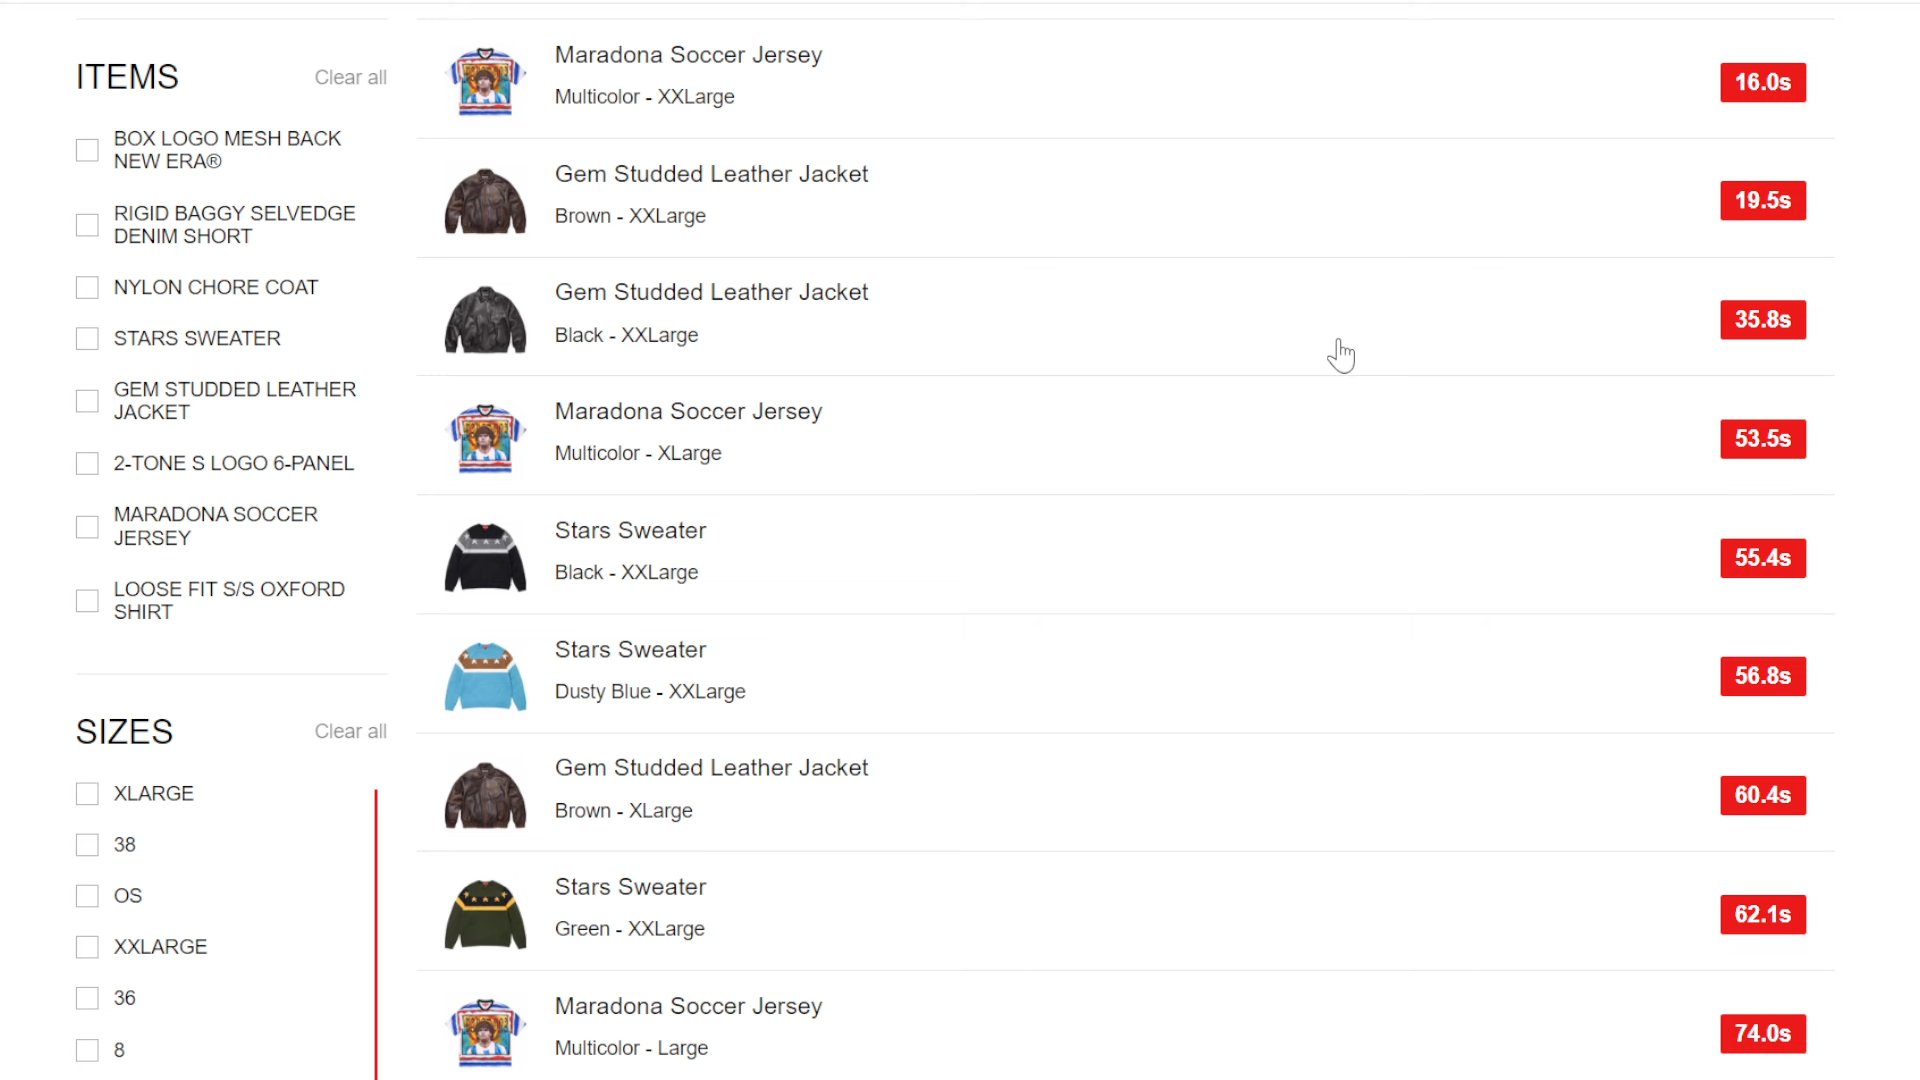 ITEMS
Clear all
BOX LOGO MESH BACK
NEW ERA®
RIGID BAGGY SELVEDGE
DENIM SHORT
NYLON CHORE COAT
STARS SWEATER
GEM STUDDED LEATHER
JACKET
2-TONE S LOGO 6-PANEL
MARADONA SOCCER
JERSEY
LOOSE FIT S/S OXFORD
SHIRT
SIZES
Clear all
XLARGE
38
OS
XXLARGE
36
8
Maradona Soccer Jersey
Multicolor - XXLarge
16.0s
Gem Studded Leather Jacket
Brown - XXLarge
19.5s
Gem Studded Leather Jacket
Black - XXLarge
35.8s
Maradona Soccer Jersey
Multicolor - XLarge
53.5s
Stars Sweater
Black - XXLarge
55.4s
Stars Sweater
Dusty Blue - XXLarge
56.8s
Gem Studded Leather Jacket
Brown - XLarge
60.4s
Stars Sweater
Green - XXLarge
62.1s
Maradona Soccer Jersey
Multicolor - Large
74.0s